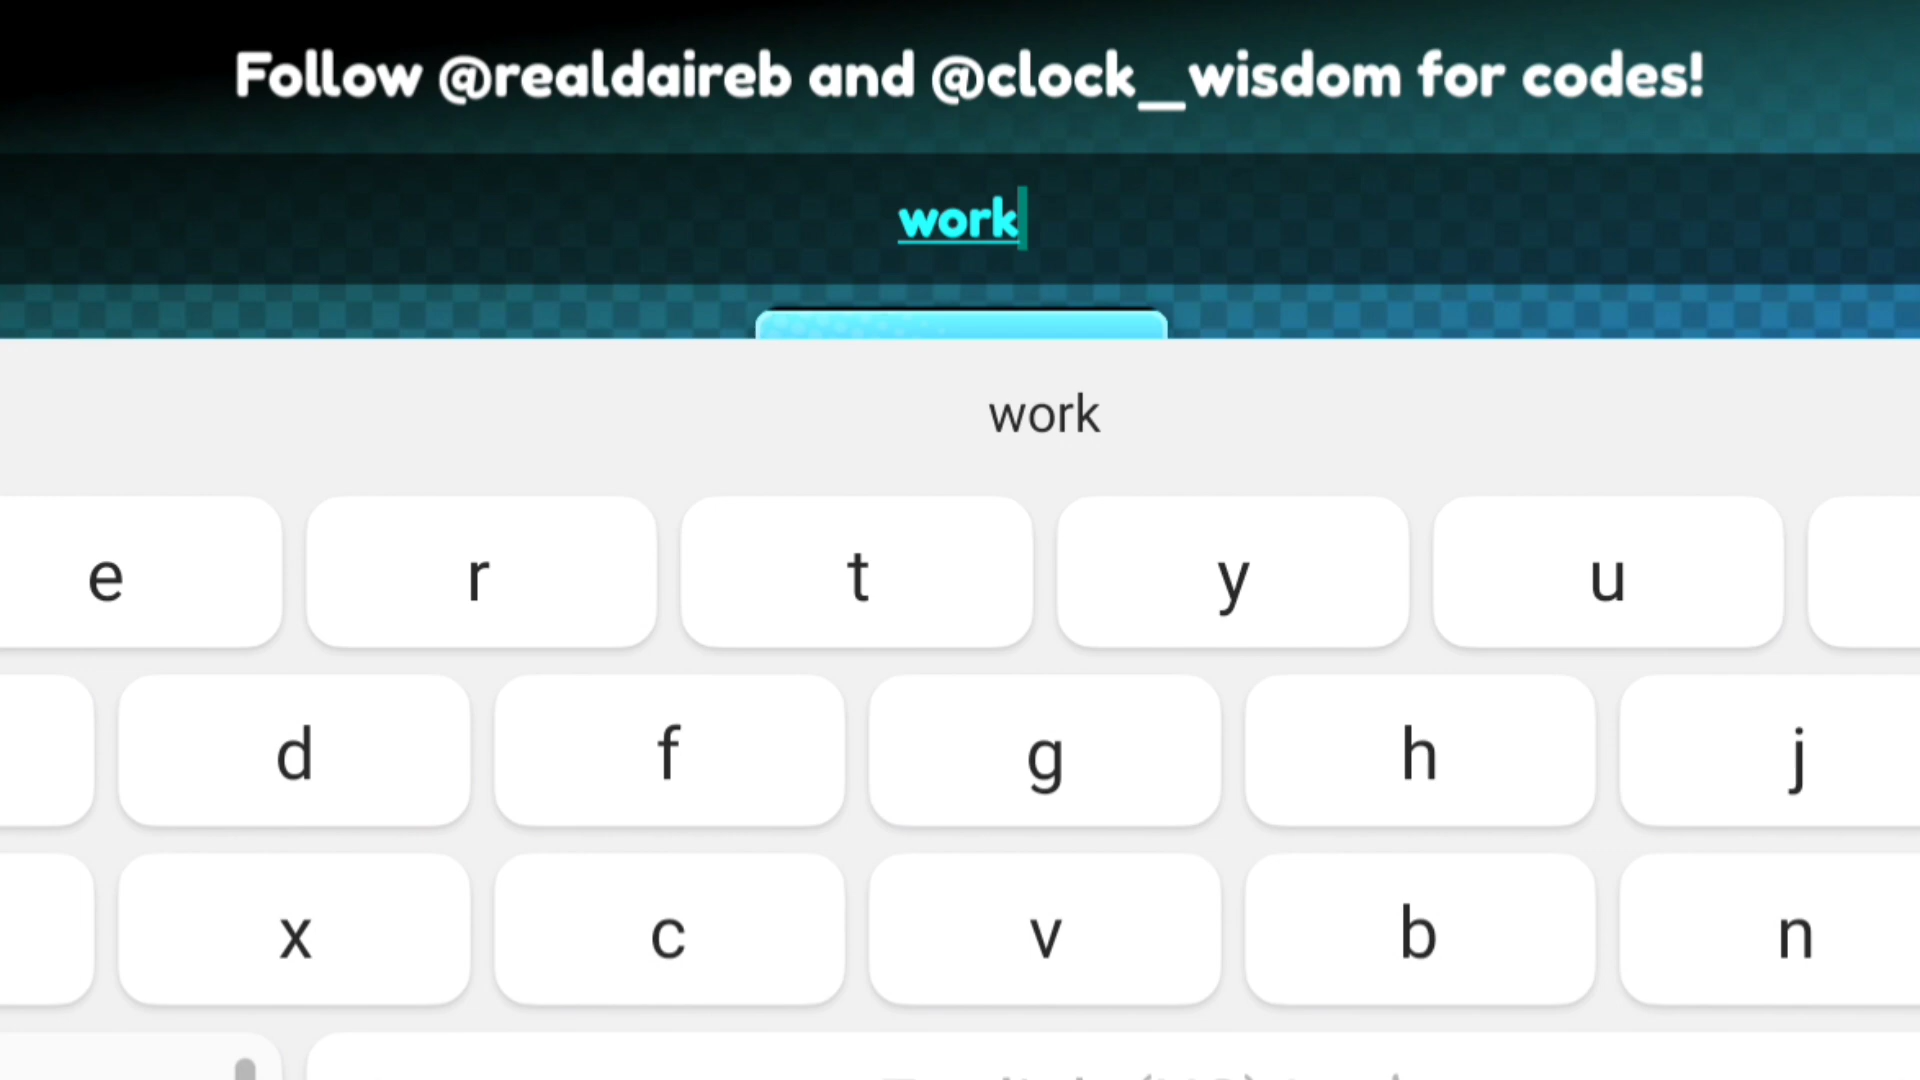 Follow @realdaireb and @clock_wisdom for codes!
work
work
e r t y u
d f g h j
x c v b n